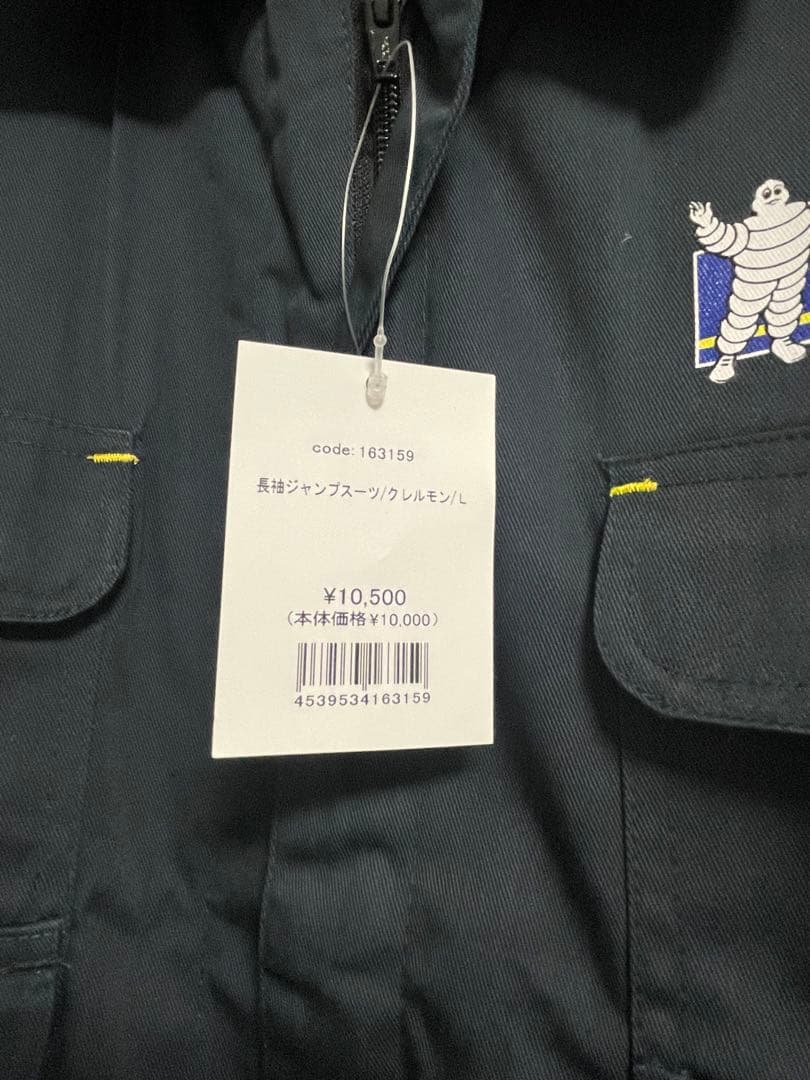 code: 163159
長袖ジャンプスーツ/クレルモン/L
¥10,500
(本体価格¥10,000)
4539534163159